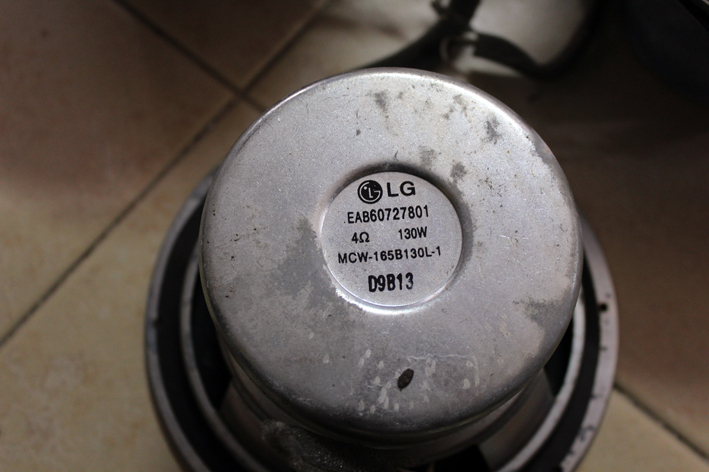 LG
EAB60727801
4Ω 130W
MCW-165B130L-1
D9B13